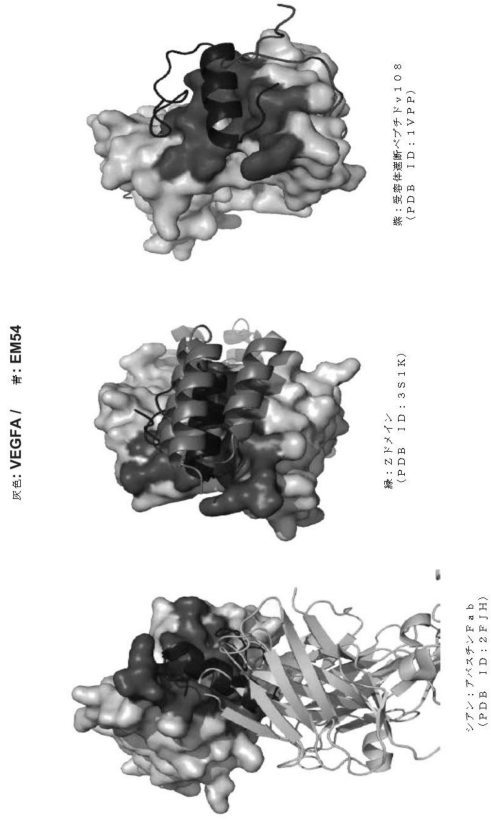 灰色: VEGFA / 青: EM54
シアン：アバスチンＦａｂ
（ＰＤＢ ＩＤ：２ＦＪＨ）
緑：Ｚドメイン
（ＰＤＢ ＩＤ：３Ｓ１Ｋ）
紫：受容体遮断ペプチドｖ１０８
（ＰＤＢ ＩＤ：１ＶＰＰ）